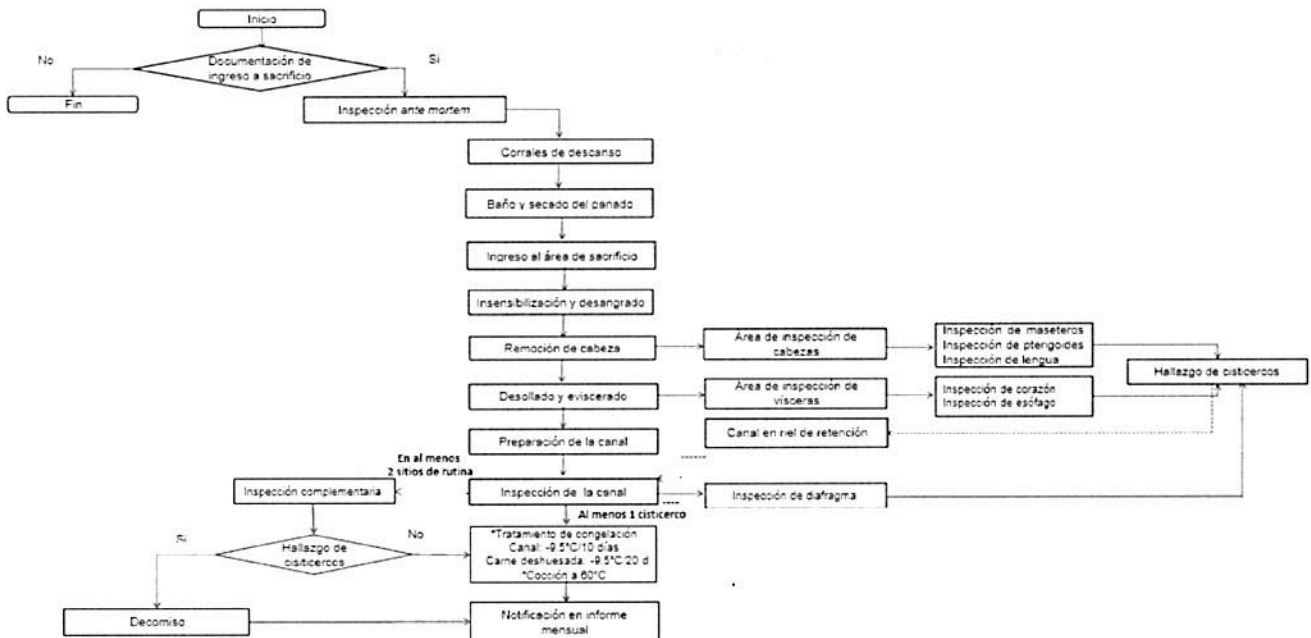 Inicio
No
Documentación de
ingreso a sacrificio
Sí
Fin
Inspección ante mortem
Corrales de descanso
Baño y secado del ganado
Ingreso al área de sacrificio
Insensibilización y desangrado
Remoción de cabeza
Área de inspección de
cabezas
Inspección de maseteros
Inspección de pterigoides
Inspección de lengua
Hallazgo de cisticercos
Desollado y eviscerado
Área de inspección de
vísceras
Inspección de corazón
Inspección de esófago
Preparación de la canal
Canal en riel de retención
En al menos
2 sitios de rutina
Inspección complementaria
Inspección de la canal
Inspección de diafragma
Al menos 1 cisticerco
Sí
Hallazgo de
cisiticercos
No
*Tratamiento de congelación
Canal: -9.5°C/10 días
Carne deshuesada: -9.5°C/20 d
*Cocción a 60°C
Decomiso
Notificación en informe
mensual